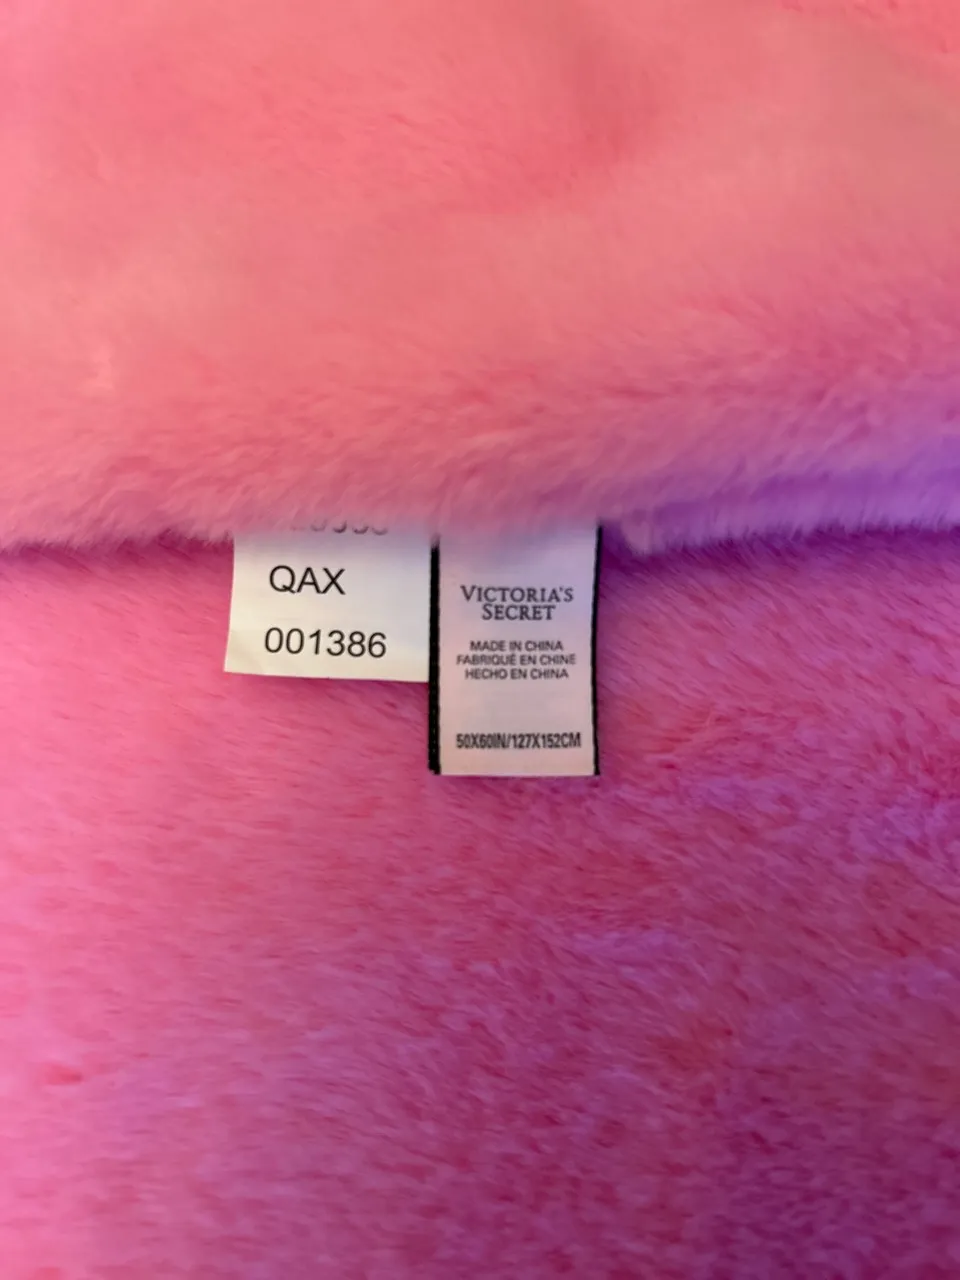 QAX
001386
VICTORIA'S
SECRET
MADE IN CHINA
FABRIQUÉ EN CHINE
HECHO EN CHINA
50X60IN/127X152CM